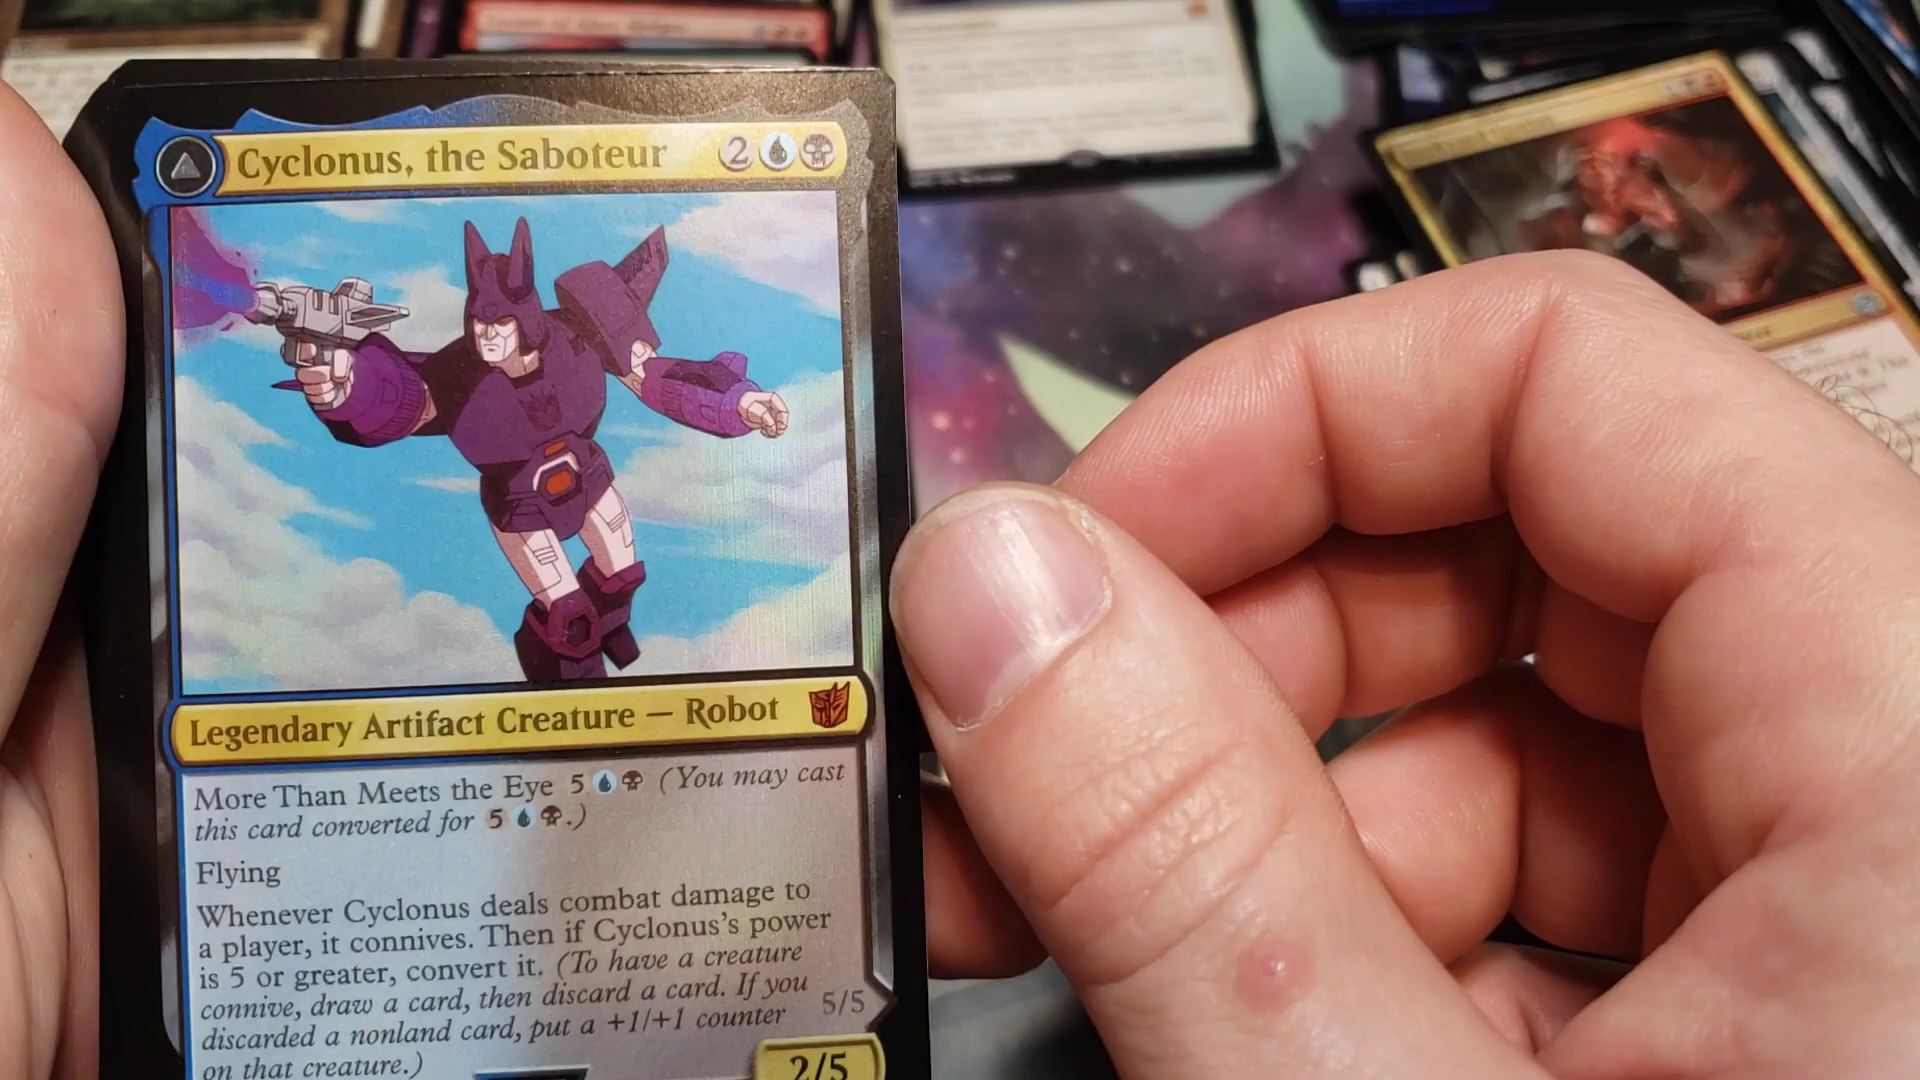 Cyclonus, the Saboteur 2
Legendary Artifact Creature — Robot
More Than Meets the Eye 5 (You may cast
this card converted for 5 .)
Flying
Whenever Cyclonus deals combat damage to
a player, it connives. Then if Cyclonus's power
is 5 or greater, convert it. (To have a creature
connive, draw a card, then discard a card. If you
discarded a nonland card, put a +1/+1 counter
on that creature.)
5/5
2/5